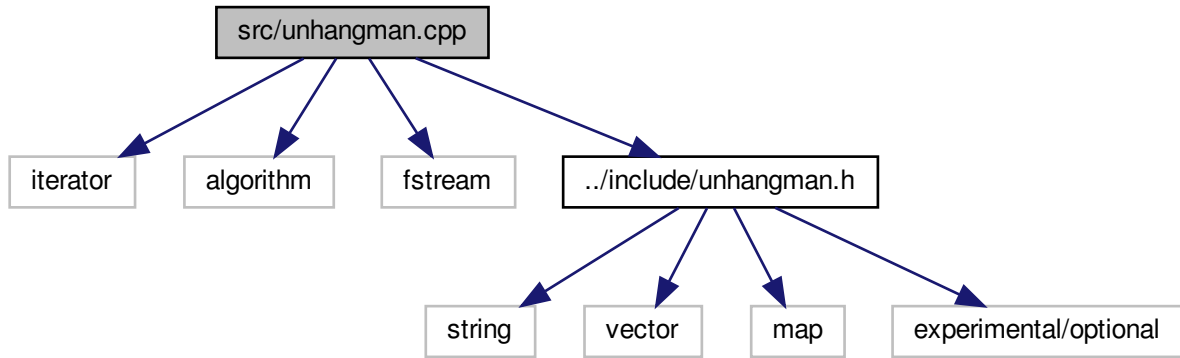 src/unhangman.cpp
iterator
algorithm
fstream
../include/unhangman.h
string
vector
map
experimental/optional